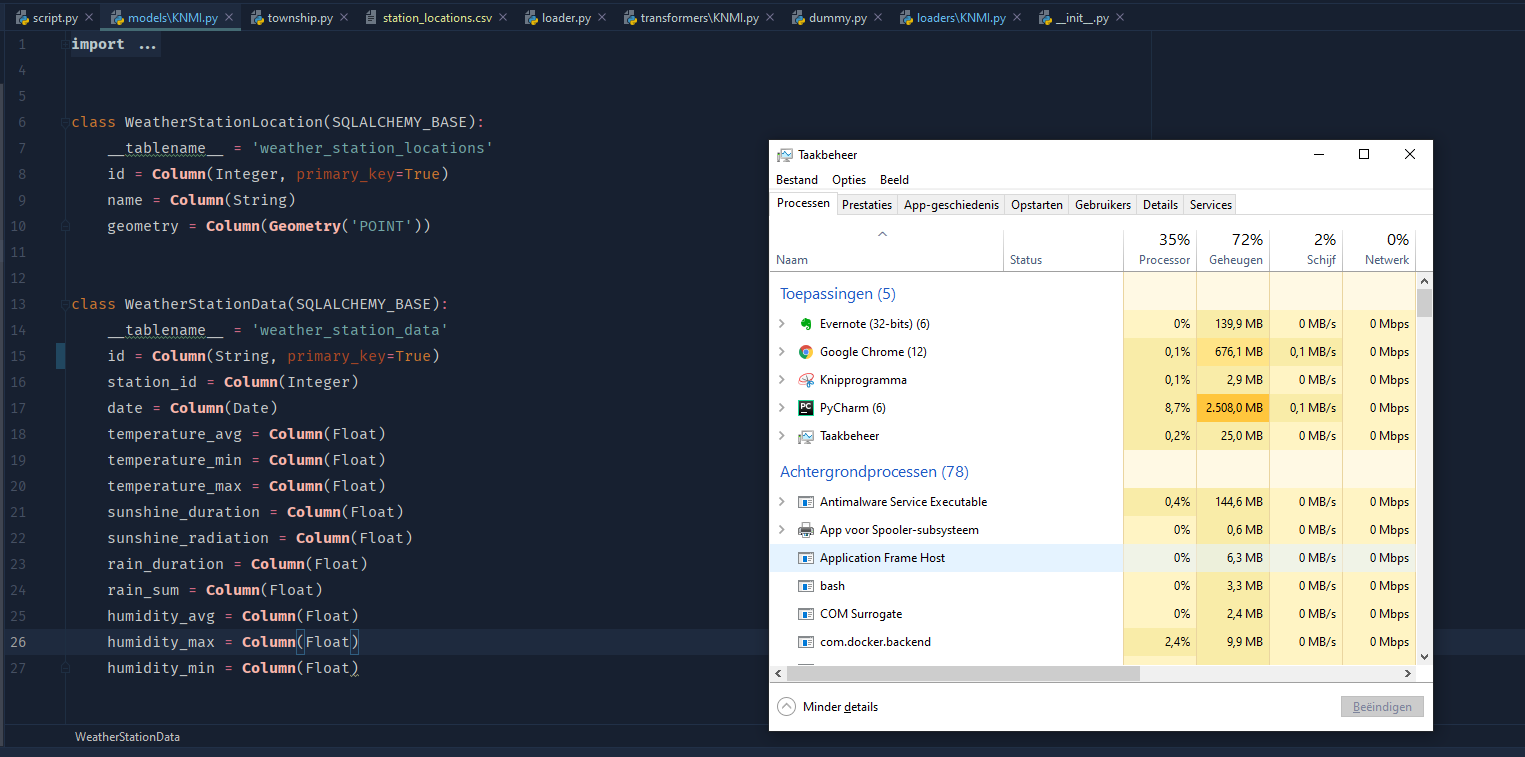 script.py models\KNMI.py township.py station_locations.csv loader.py transformers\KNMI.py dummy.py loaders\KNMI.py __init__.py
1 import ...
4
5
6 class WeatherStationLocation(SQLALCHEMY_BASE):
7 __tablename__ = 'weather_station_locations'
8 id = Column(Integer, primary_key=True)
9 name = Column(String)
10 geometry = Column(Geometry('POINT'))
11
12
13 class WeatherStationData(SQLALCHEMY_BASE):
14 __tablename__ = 'weather_station_data'
15 id = Column(String, primary_key=True)
16 station_id = Column(Integer)
17 date = Column(Date)
18 temperature_avg = Column(Float)
19 temperature_min = Column(Float)
20 temperature_max = Column(Float)
21 sunshine_duration = Column(Float)
22 sunshine_radiation = Column(Float)
23 rain_duration = Column(Float)
24 rain_sum = Column(Float)
25 humidity_avg = Column(Float)
26 humidity_max = Column(Float)
27 humidity_min = Column(Float)
WeatherStationData
Taakbeheer
Bestand Opties Beeld
Processen Prestaties App-geschiedenis Opstarten Gebruikers Details Services
35% 72% 2% 0%
Naam Status Processor Geheugen Schijf Netwerk
Toepassingen (5)
Evernote (32-bits) (6) 0% 139,9 MB 0 MB/s 0 Mbps
Google Chrome (12) 0,1% 676,1 MB 0,1 MB/s 0 Mbps
Knipprogramma 0,1% 2,9 MB 0 MB/s 0 Mbps
PC PyCharm (6) 8,7% 2.508,0 MB 0,1 MB/s 0 Mbps
Taakbeheer 0,2% 25,0 MB 0 MB/s 0 Mbps
Achtergrondprocessen (78)
Antimalware Service Executable 0,4% 144,6 MB 0 MB/s 0 Mbps
App voor Spooler-subsysteem 0% 0,6 MB 0 MB/s 0 Mbps
Application Frame Host 0% 6,3 MB 0 MB/s 0 Mbps
bash 0% 3,3 MB 0 MB/s 0 Mbps
COM Surrogate 0% 2,4 MB 0 MB/s 0 Mbps
com.docker.backend 2,4% 9,9 MB 0 MB/s 0 Mbps
Minder details Beëindigen